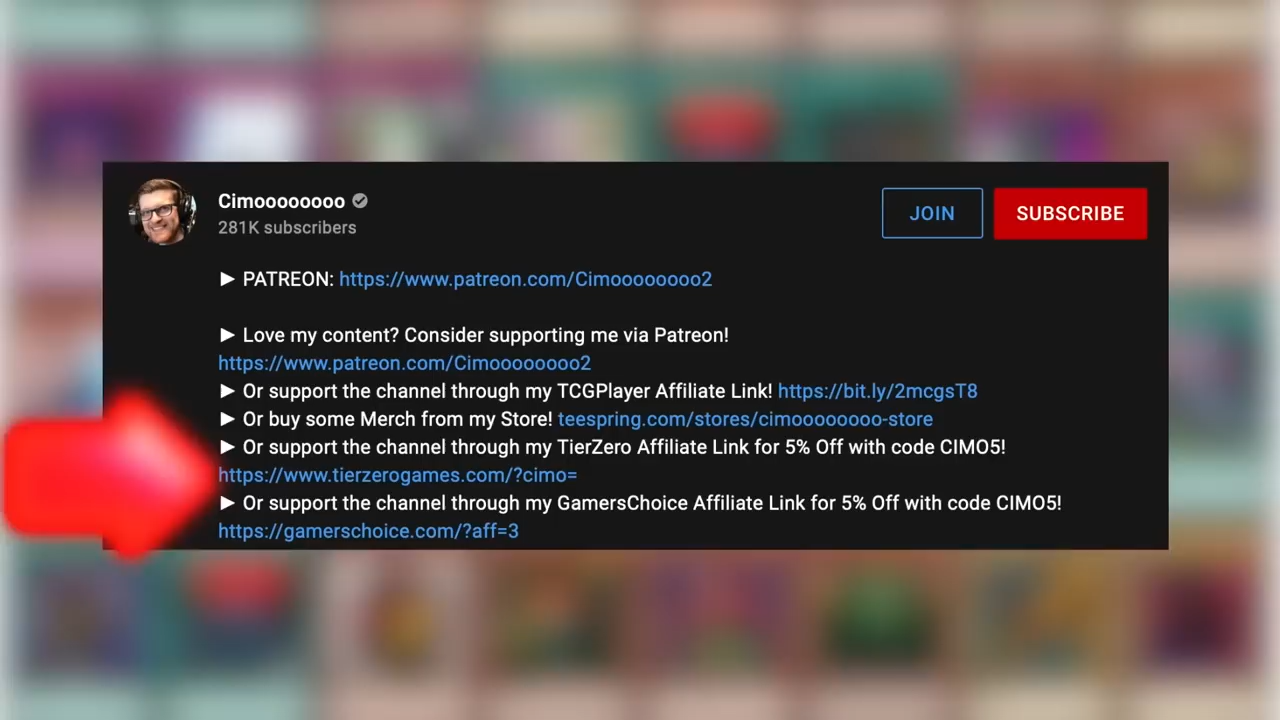 Cimoooooooo
281K subscribers
JOIN
SUBSCRIBE
► PATREON: https://www.patreon.com/Cimoooooooo2
► Love my content? Consider supporting me via Patreon!
https://www.patreon.com/Cimoooooooo2
► Or support the channel through my TCGPlayer Affiliate Link! https://bit.ly/2mcgsT8
► Or buy some Merch from my Store! teespring.com/stores/cimoooooooo-store
► Or support the channel through my TierZero Affiliate Link for 5% Off with code CIMO5!
https://www.tierzerogames.com/?cimo=
► Or support the channel through my GamersChoice Affiliate Link for 5% Off with code CIMO5!
https://gamerschoice.com/?aff=3